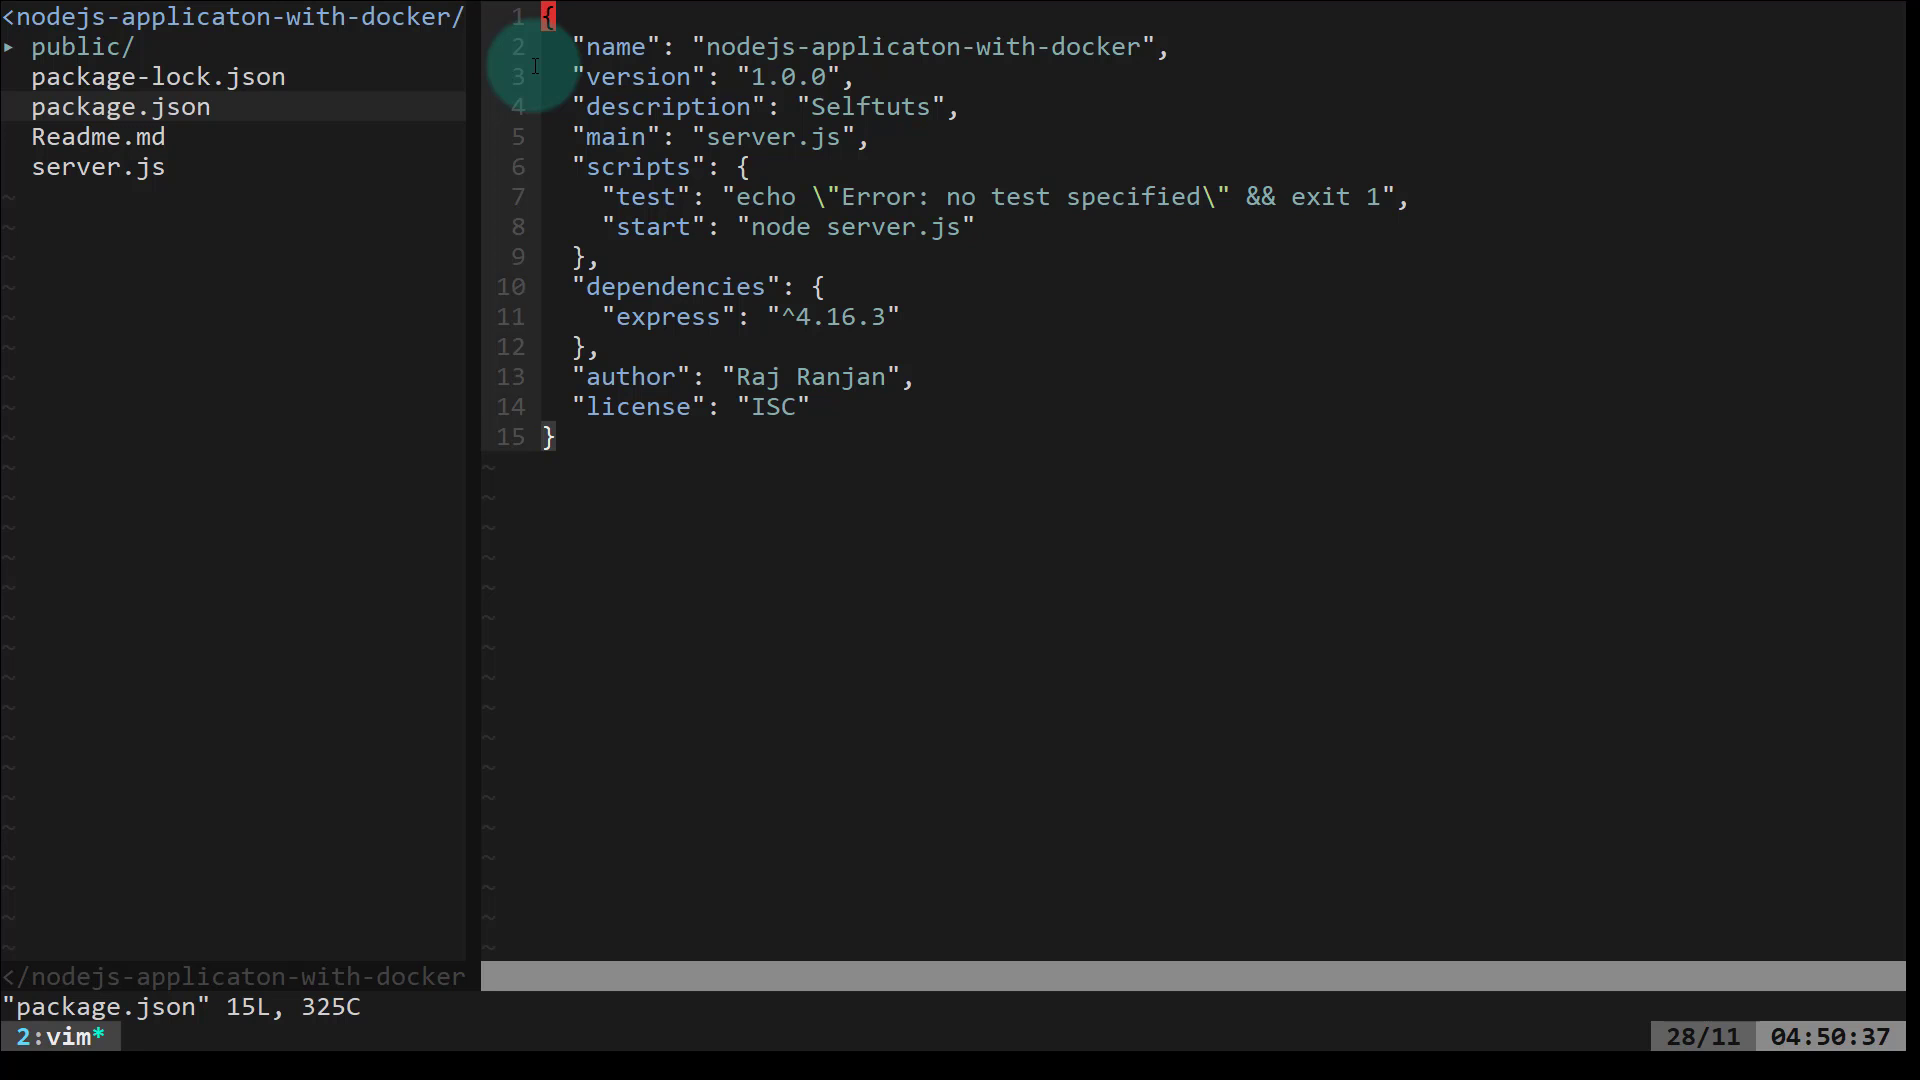 <nodejs-applicaton-with-docker/
▸ public/
package-lock.json
package.json
Readme.md
server.js
</nodejs-applicaton-with-docker
1 {
2   "name": "nodejs-applicaton-with-docker",
3   "version": "1.0.0",
4   "description": "Selftuts",
5   "main": "server.js",
6   "scripts": {
7     "test": "echo \"Error: no test specified\" && exit 1",
8     "start": "node server.js"
9   },
10   "dependencies": {
11     "express": "^4.16.3"
12   },
13   "author": "Raj Ranjan",
14   "license": "ISC"
15 }
"package.json" 15L, 325C
2:vim*
28/11 04:50:37